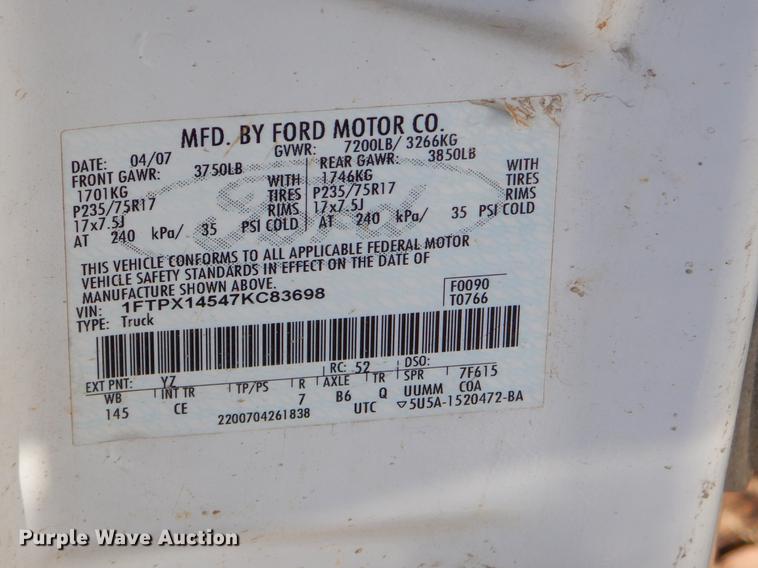 MFD. BY FORD MOTOR CO.
DATE: 04/07 GVWR: 7200LB/ 3266KG
FRONT GAWR: 3750LB REAR GAWR: 3850LB
1701KG WITH 1746KG WITH
P235/75R17 TIRES P235/75R17 TIRES
17x7.5J RIMS 17x7.5J RIMS
AT 240 kPa/ 35 PSI COLD AT 240 kPa/ 35 PSI COLD
Ford
THIS VEHICLE CONFORMS TO ALL APPLICABLE FEDERAL MOTOR
VEHICLE SAFETY STANDARDS IN EFFECT ON THE DATE OF
MANUFACTURE SHOWN ABOVE.
VIN: 1FTPX14547KC83698 F0090
TYPE: Truck T0766
EXT PNT: YZ RC: 52 DSO:
WB INT TR TP/PS R AXLE TR SPR 7F615
145 CE 7 B6 Q UUMM COA
2200704261838 UTC ▽5U5A-1520472-BA
Purple Wave Auction